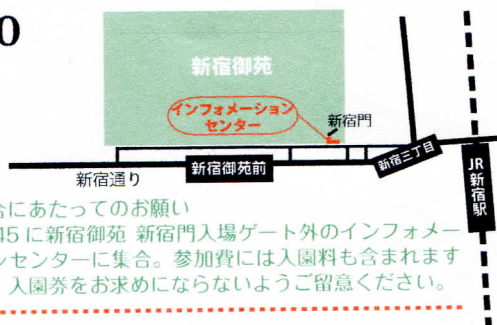 0
新宿御苑
インフォメーション
センター
新宿門
新宿三丁目
新宿御苑前
新宿通り
JR新宿駅
合にあたってのお願い
45に新宿御苑 新宿門入場ゲート外のインフォメー
ンセンターに集合。参加費には入園料も含まれます
、入園券をお求めにならないようご留意ください。